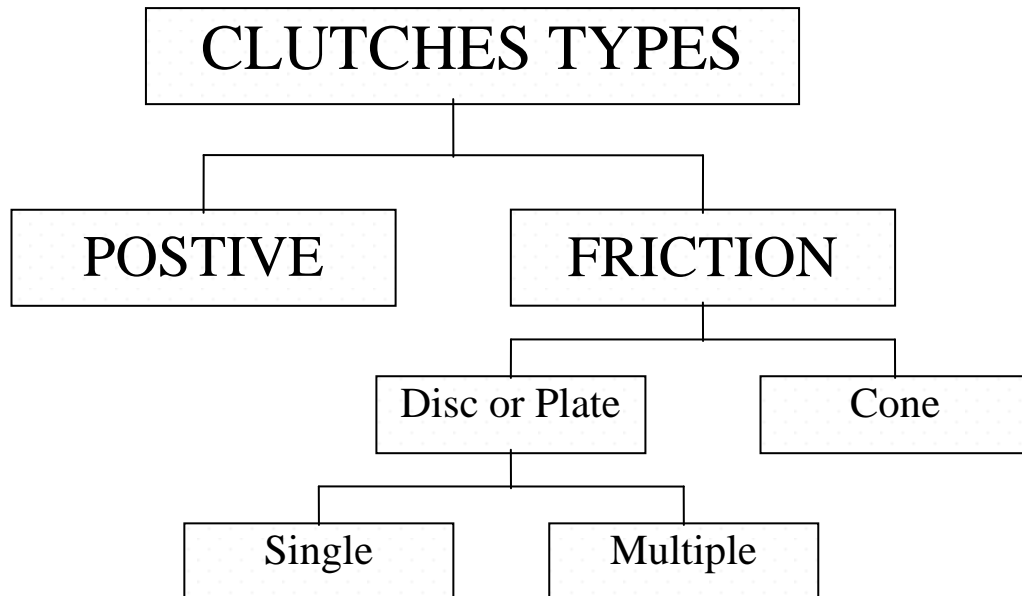 CLUTCHES TYPES
POSTIVE
FRICTION
Disc or Plate
Cone
Single
Multiple